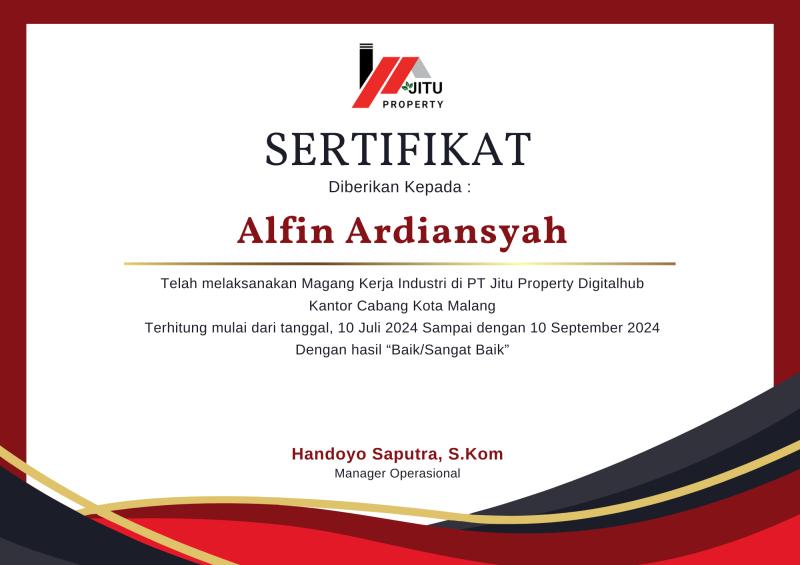 JITU
PROPERTY
SERTIFIKAT
Diberikan Kepada :
Alfin Ardiansyah
Telah melaksanakan Magang Kerja Industri di PT Jitu Property Digitalhub
Kantor Cabang Kota Malang
Terhitung mulai dari tanggal, 10 Juli 2024 Sampai dengan 10 September 2024
Dengan hasil “Baik/Sangat Baik”
Handoyo Saputra, S.Kom
Manager Operasional